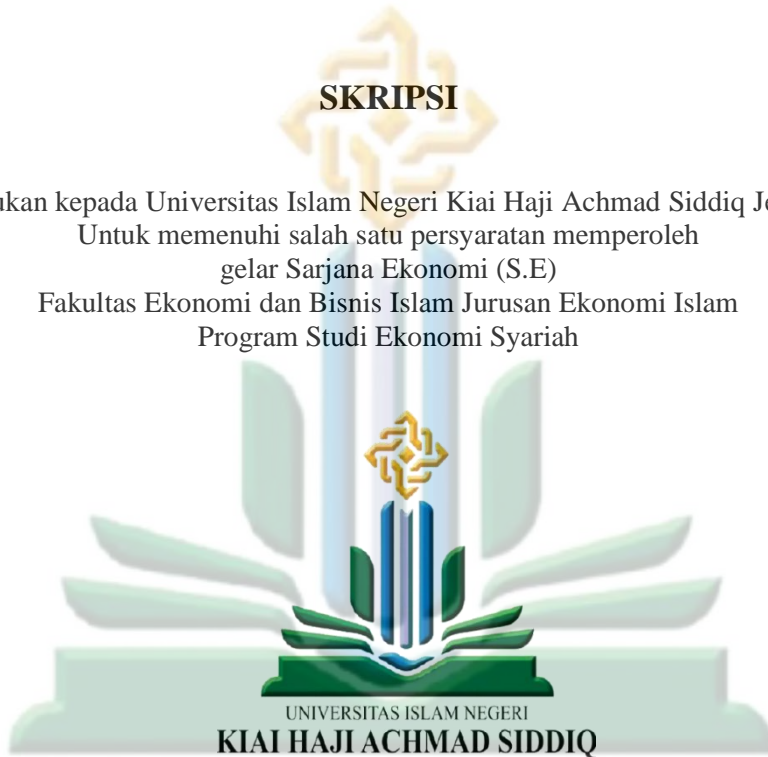 SKRIPSI
kepada Universitas Islam Negeri Kiai Haji Achmad Siddiq
Untuk memenuhi salah satu persyaratan memperoleh
gelar Sarjana Ekonomi (S.E)
Fakultas Ekonomi dan Bisnis Islam Jurusan Ekonomi Islam
Program Studi Ekonomi Syariah
UNIVERSITAS ISLAM NEGERI
KIAI HAJI ACHMAD SIDDIQ